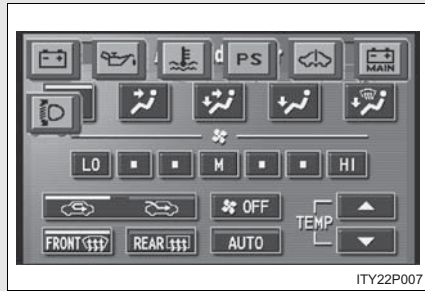 PS
MAIN
LO M HI
OFF
TEMP
FRONT REAR AUTO
ITY22P007